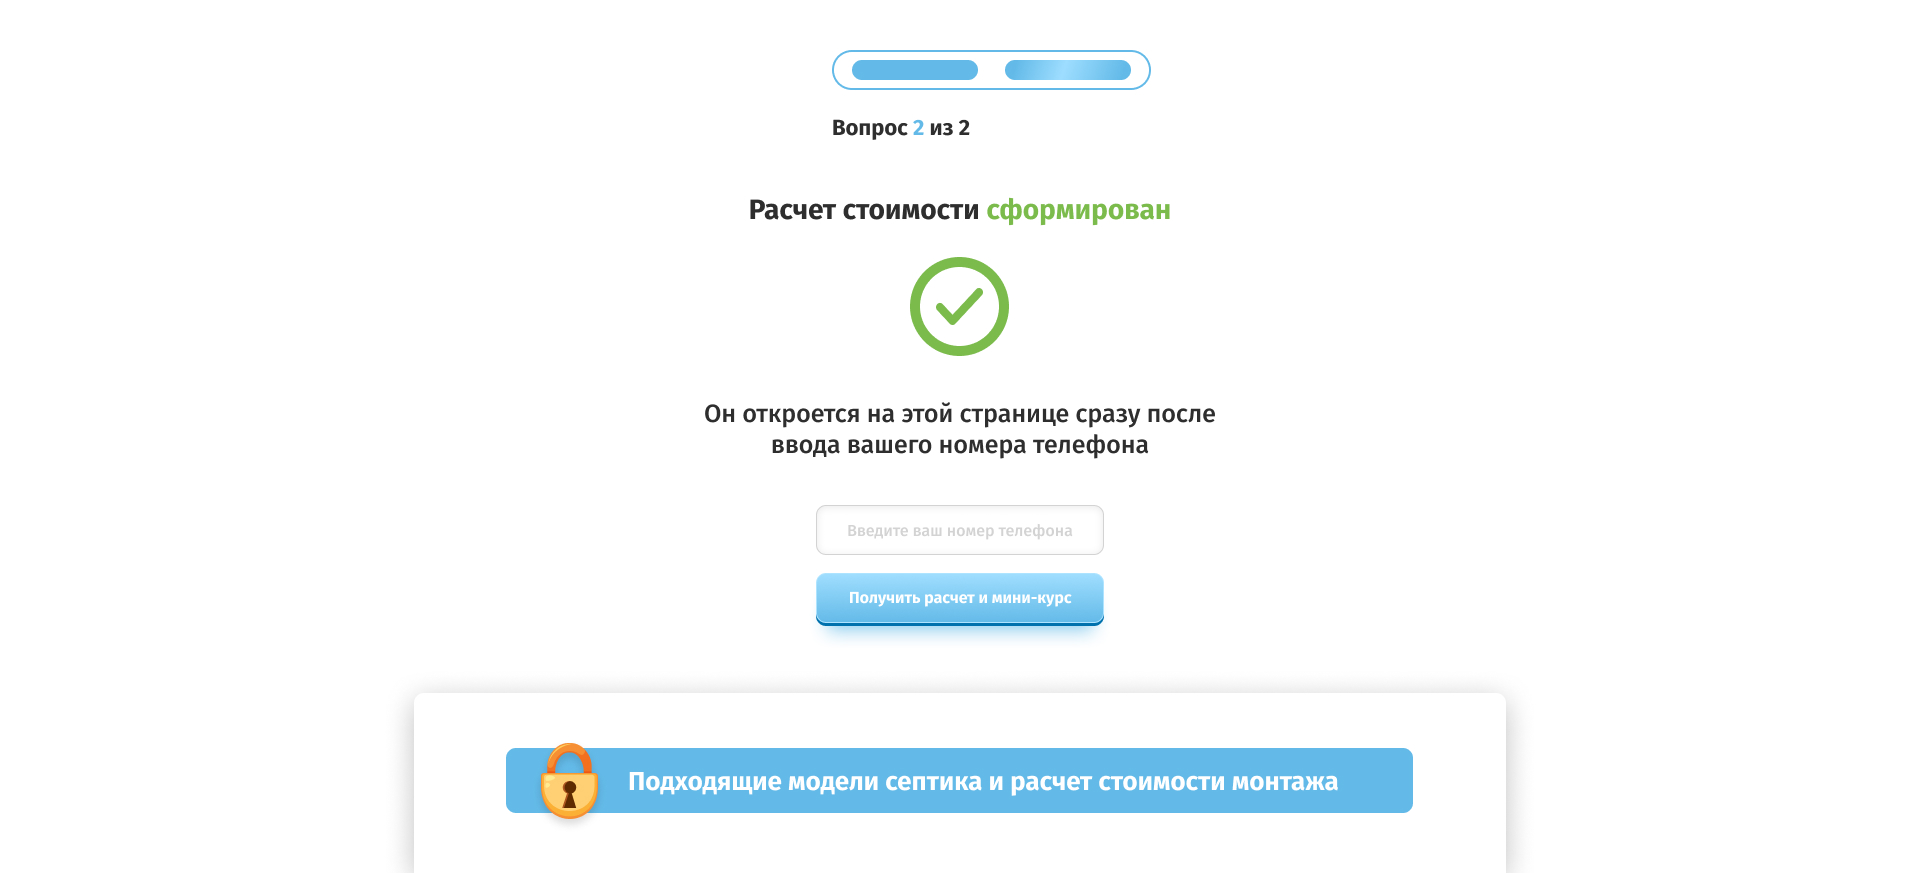 Вопрос 2 из 2
Расчет стоимости сформирован
Он откроется на этой странице сразу после
ввода вашего номера телефона
Введите ваш номер телефона
Получить расчет и мини-курс
Подходящие модели септика и расчет стоимости монтажа